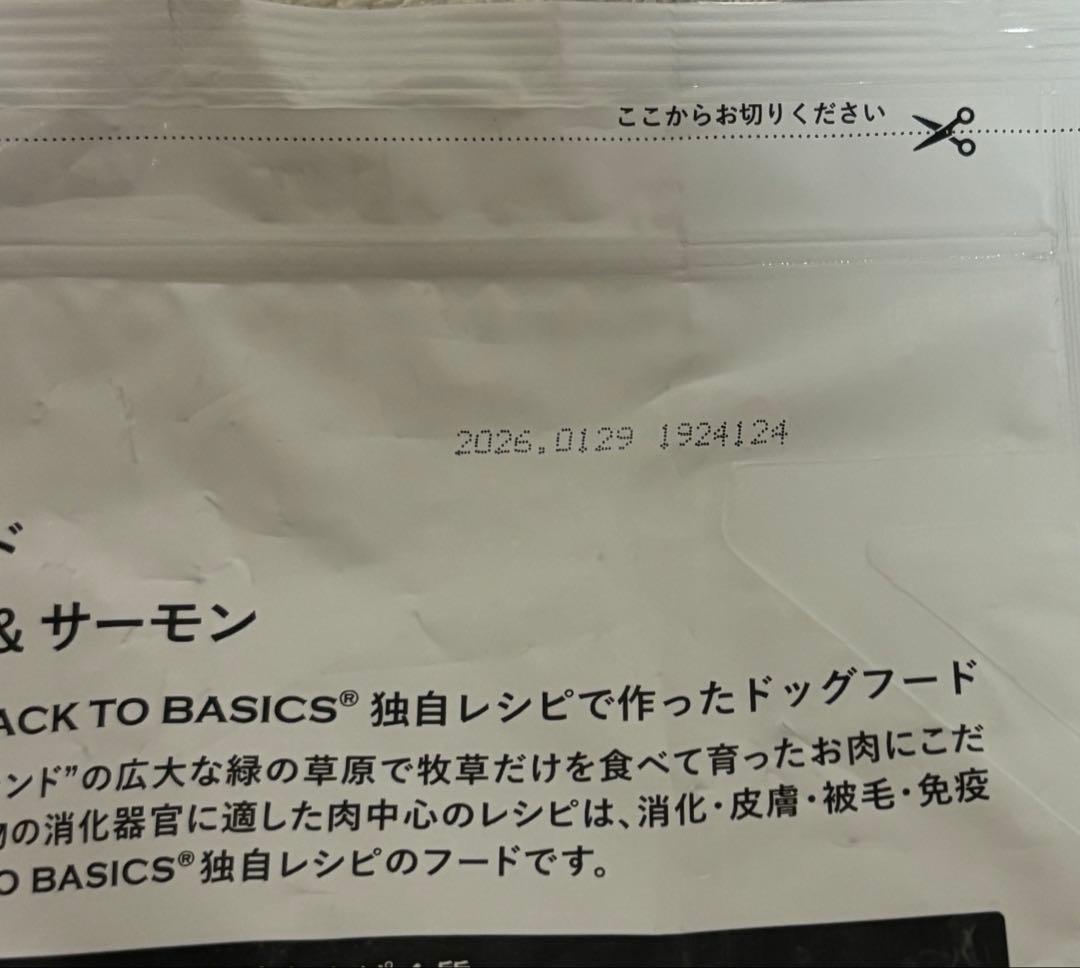 ここからお切りください
2026.0129 1924124
ド
& サーモン
ACK TO BASICS® 独自レシピで作ったドッグフード
ンド”の広大な緑の草原で牧草だけを食べて育ったお肉にこだ
物の消化器官に適した肉中心のレシピは、消化・皮膚・被毛・免疫
O BASICS®独自レシピのフードです。